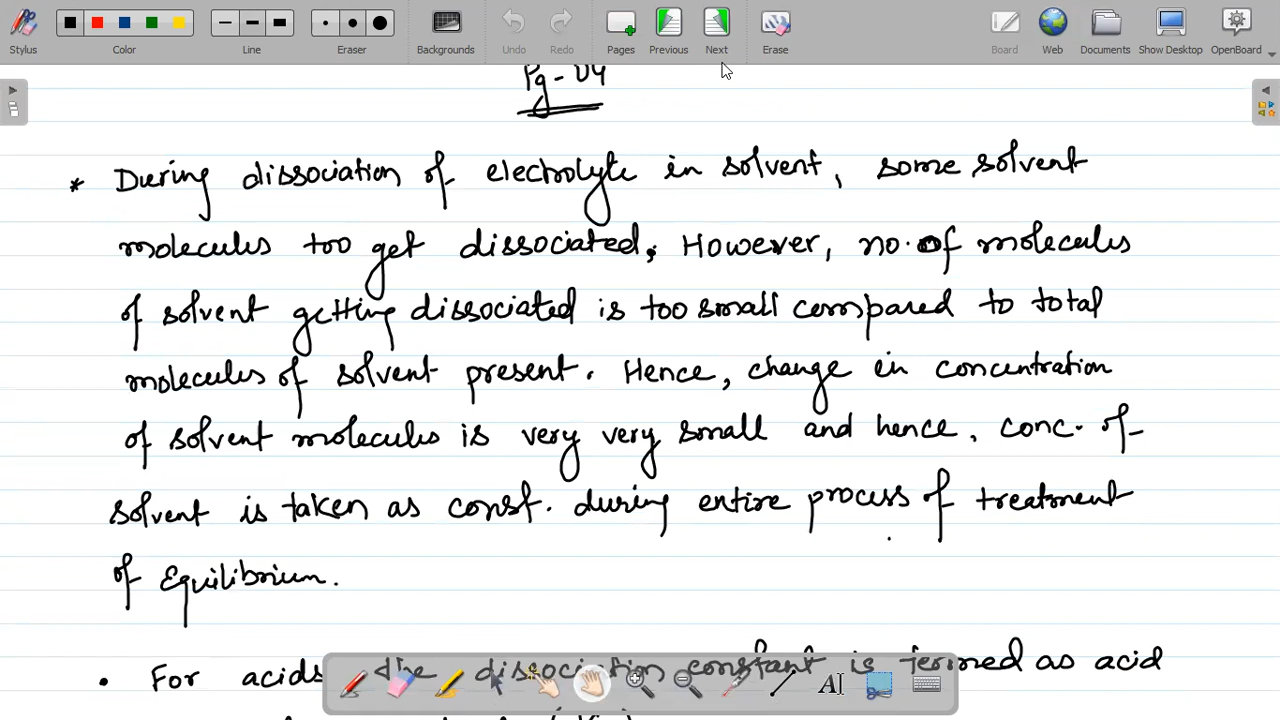 Stylus Color Line Eraser Backgrounds Undo Redo Pages Previous Next Erase Board Web Documents Show Desktop OpenBoard
Pg-04
* During dissociation of electrolyte in solvent, some solvent
molecules too get dissociated. However, no. of molecules
of solvent getting dissociated is too small compared to total
molecules of solvent present. Hence, change in concentration
of solvent molecules is very very small and hence, conc. of
solvent is taken as const. during entire process of treatment
of Equilibrium.
• For acids the dissociation constant is termed as acid